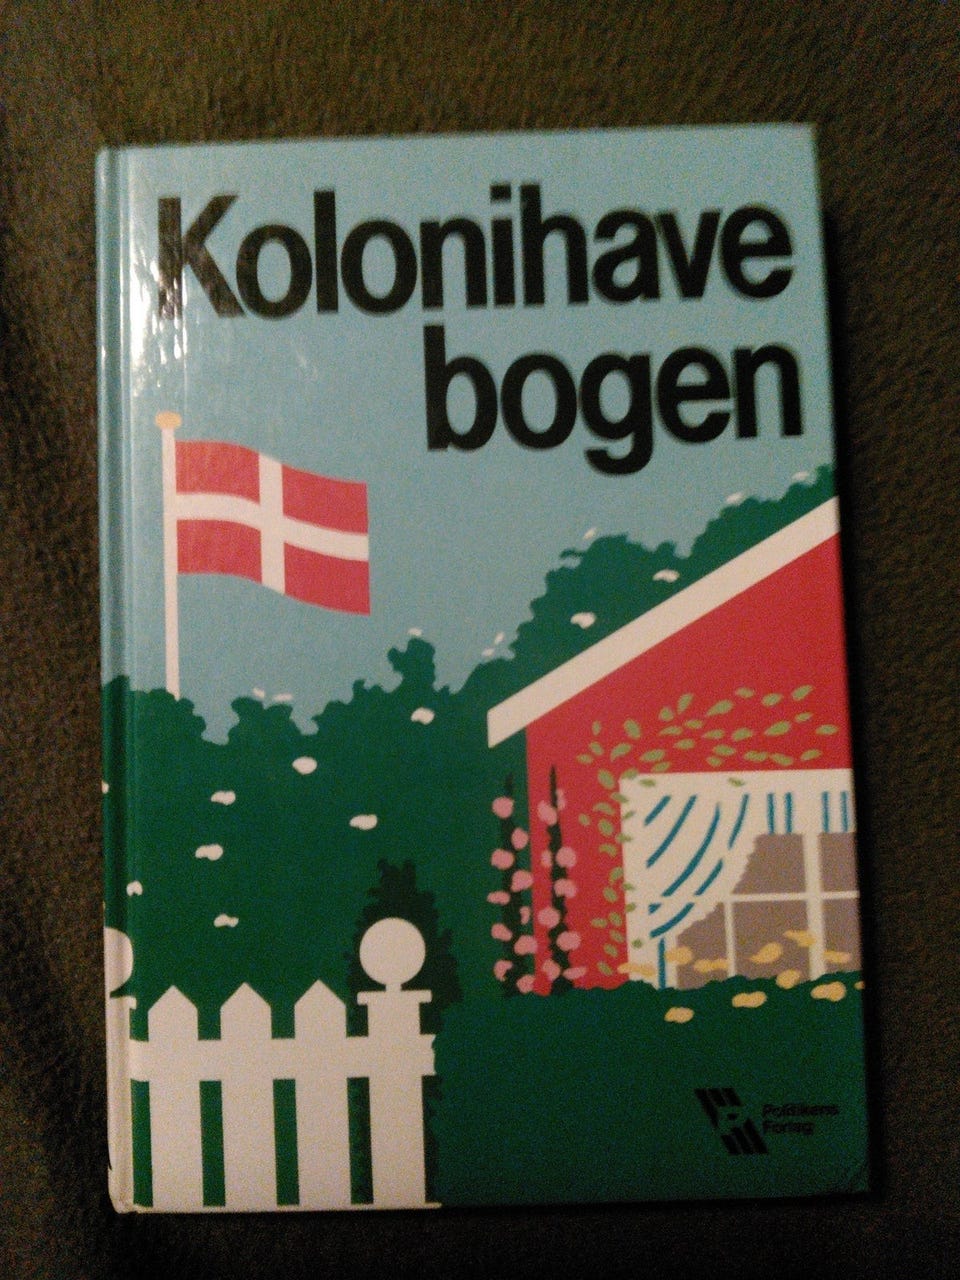 Kolonihave
bogen
Politikens
Forlag